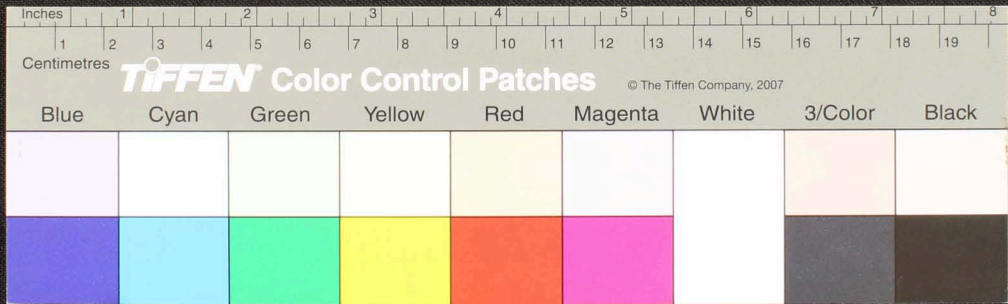 Inches 1 2 3 4 5 6 7 8
1 2 3 4 5 6 7 8 9 10 11 12 13 14 15 16 17 18 19
Centimetres
TIFFEN® Color Control Patches © The Tiffen Company, 2007
Blue Cyan Green Yellow Red Magenta White 3/Color Black